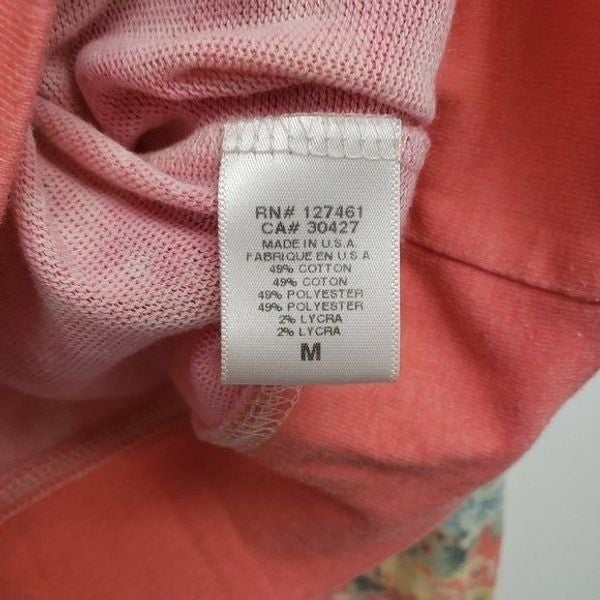 RN# 127461
CA# 30427
MADE IN U.S.A.
FABRIQUE EN U.S.A.
49% COTTON
49% COTON
49% POLYESTER
49% POLYESTER
2% LYCRA
2% LYCRA
M